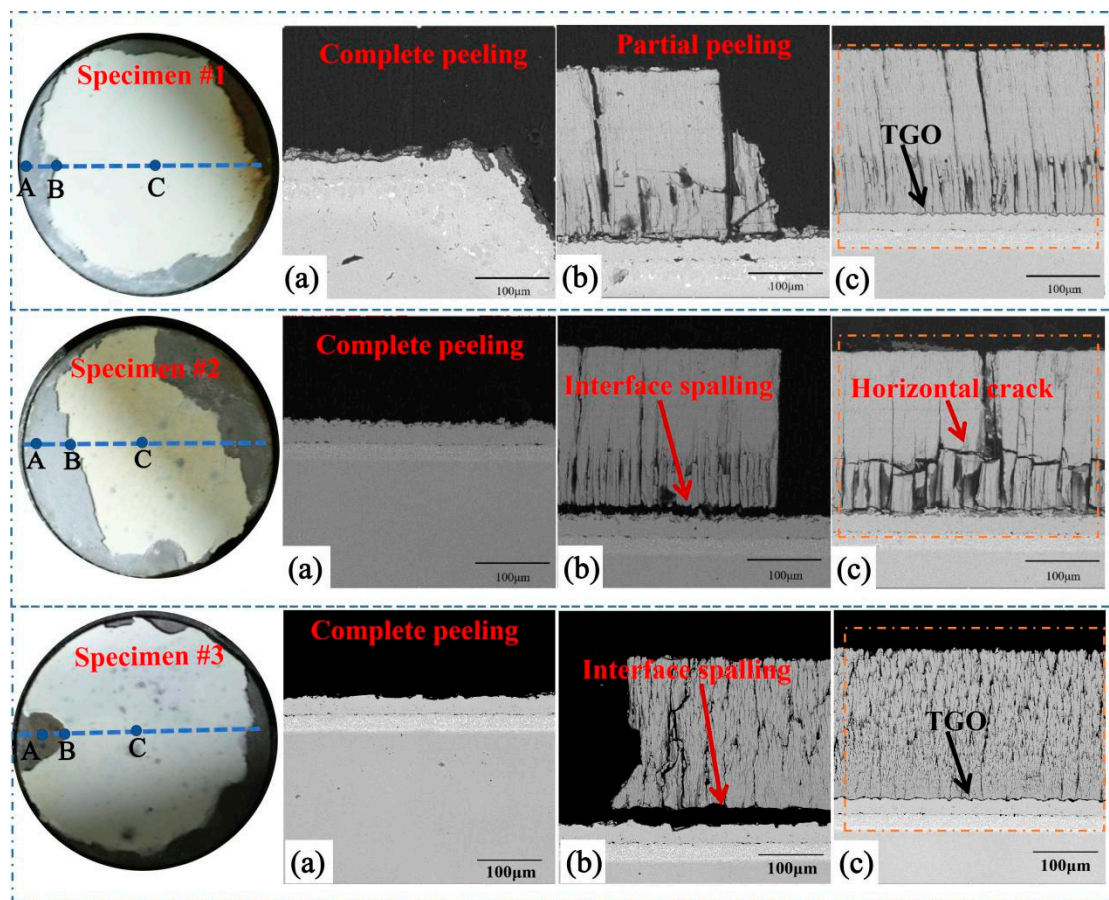 Specimen #1
A
B
C
Complete peeling
(a)
100μm
Partial peeling
(b)
100μm
TGO
(c)
100μm
Specimen #2
A
B
C
Complete peeling
(a)
100μm
Interface spalling
(b)
100μm
Horizontal crack
(c)
100μm
Specimen #3
A
B
C
Complete peeling
(a)
100μm
Interface spalling
(b)
100μm
TGO
(c)
100μm